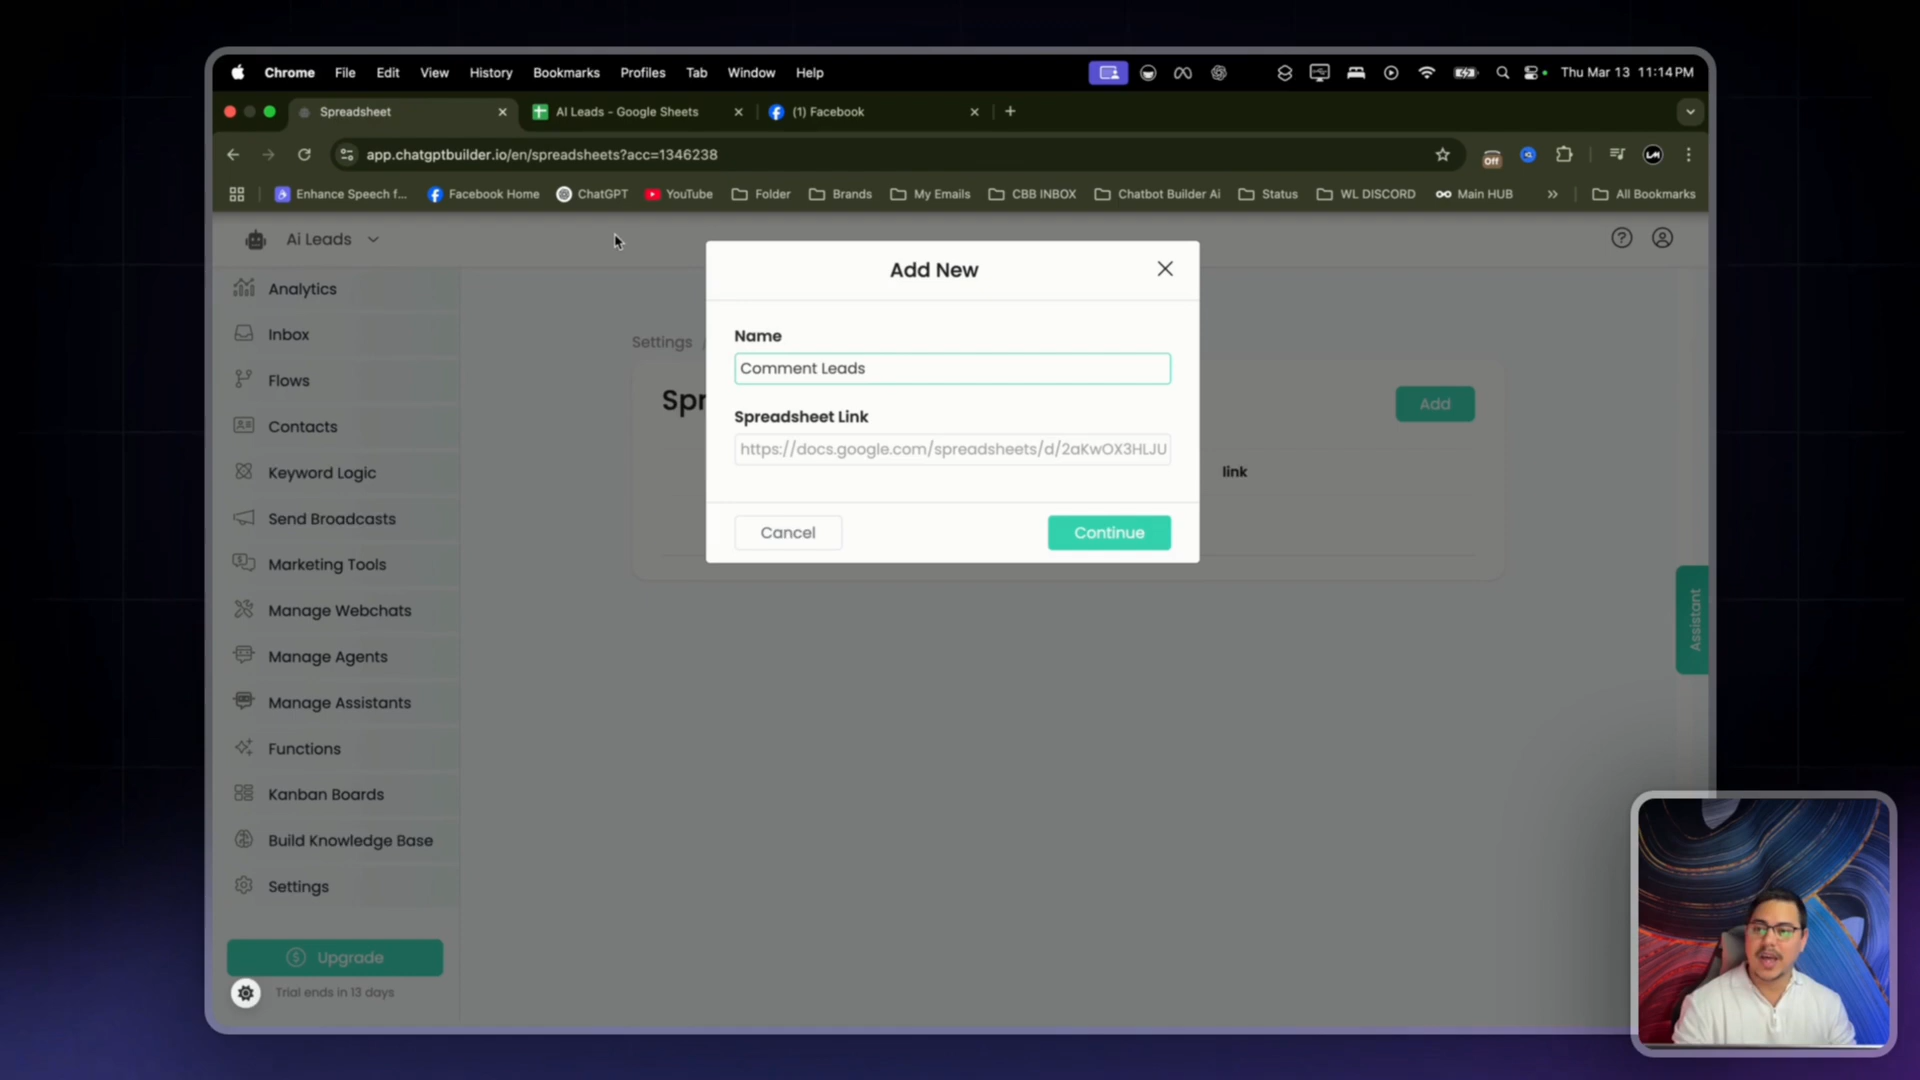 Chrome File Edit View History Bookmarks Profiles Tab Window Help Thu Mar 13 11:14 PM
Spreadsheet AI Leads - Google Sheets (1) Facebook
app.chatgptbuilder.io/en/spreadsheets?acc=1346238 Off
Enhance Speech f... Facebook Home ChatGPT YouTube Folder Brands My Emails CBB INBOX Chatbot Builder Ai Status WL DISCORD Main HUB » All Bookmarks
Ai Leads
Analytics
Inbox
Flows
Contacts
Keyword Logic
Send Broadcasts
Marketing Tools
Manage Webchats
Manage Agents
Manage Assistants
Functions
Kanban Boards
Build Knowledge Base
Settings
Upgrade
Trial ends in 13 days
Settings /
Spr
Add
link
Add New
Name
Comment Leads
Spreadsheet Link
https://docs.google.com/spreadsheets/d/2aKwOX3HLJU
Cancel Continue
Assistant